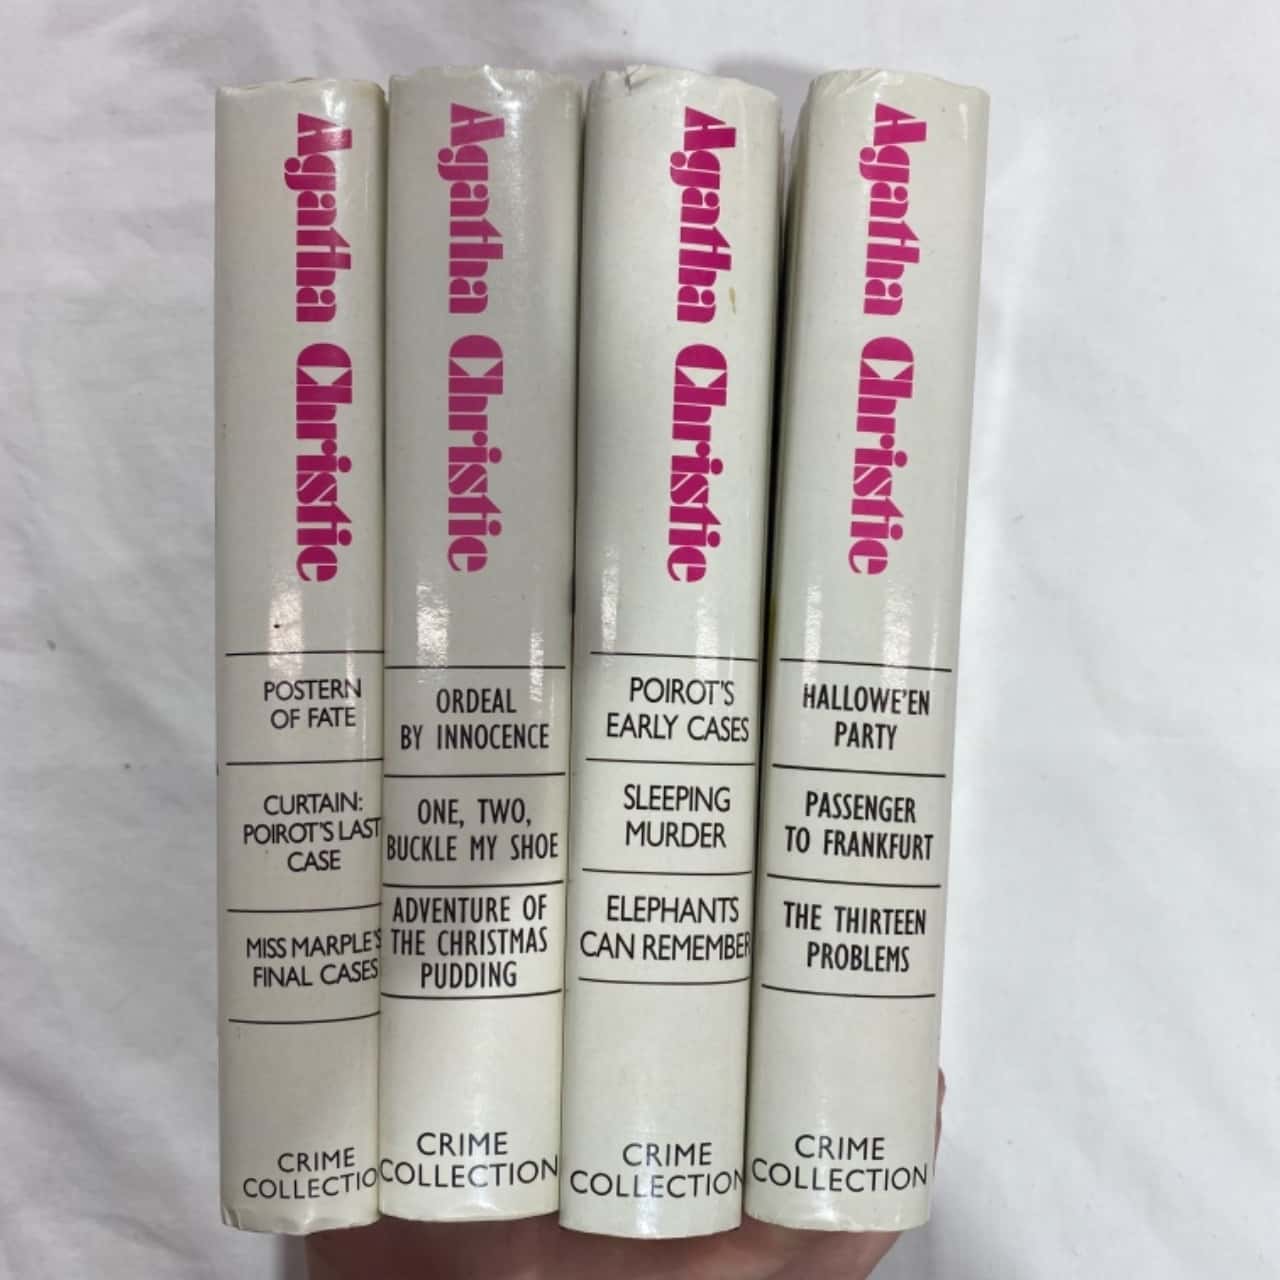 Agatha Christie
POSTERN
OF FATE
CURTAIN:
POIROT'S LAST
CASE
MISS MARPLE'S
FINAL CASES
CRIME
COLLECTIO
Agatha Christie
ORDEAL
BY INNOCENCE
ONE, TWO,
BUCKLE MY SHOE
ADVENTURE OF
THE CHRISTMAS
PUDDING
CRIME
COLLECTION
Agatha Christie
POIROT'S
EARLY CASES
SLEEPING
MURDER
ELEPHANTS
CAN REMEMBER
CRIME
COLLECTION
Agatha Christie
HALLOWE'EN
PARTY
PASSENGER
TO FRANKFURT
THE THIRTEEN
PROBLEMS
CRIME
COLLECTION